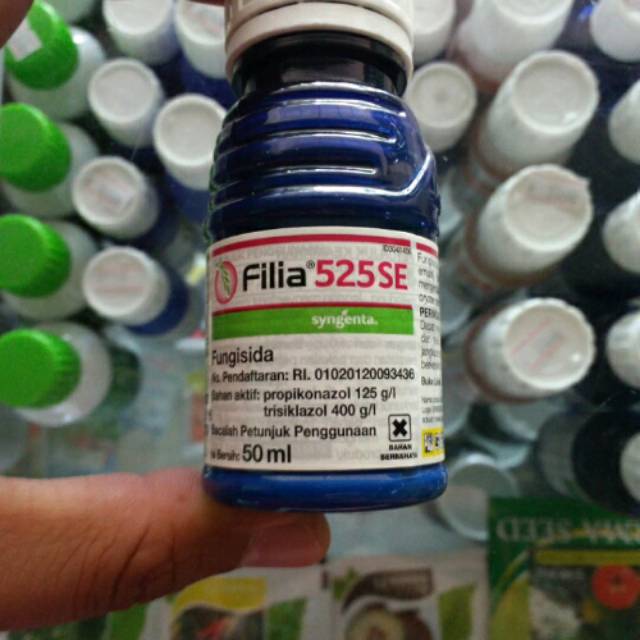 Filia® 525SE
syngenta.
Fungisida
No. Pendaftaran: RI. 01020120093436
Bahan aktif: propikonazol 125 g/l
trisiklazol 400 g/l
Bacalah Petunjuk Penggunaan
Isi Bersih: 50 ml
BAHAN
BERBAHAYA
SEED